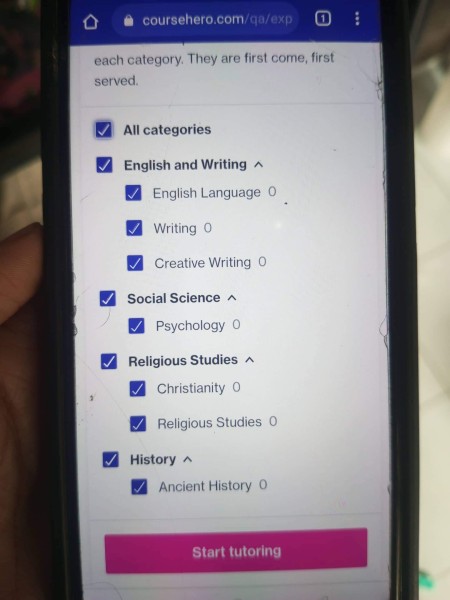 coursehero.com/qa/exp
1
each category. They are first come, first
served.
All categories
English and Writing
English Language 0
Writing 0
Creative Writing 0
Social Science
Psychology 0
Religious Studies
Christianity 0
Religious Studies 0
History
Ancient History 0
Start tutoring